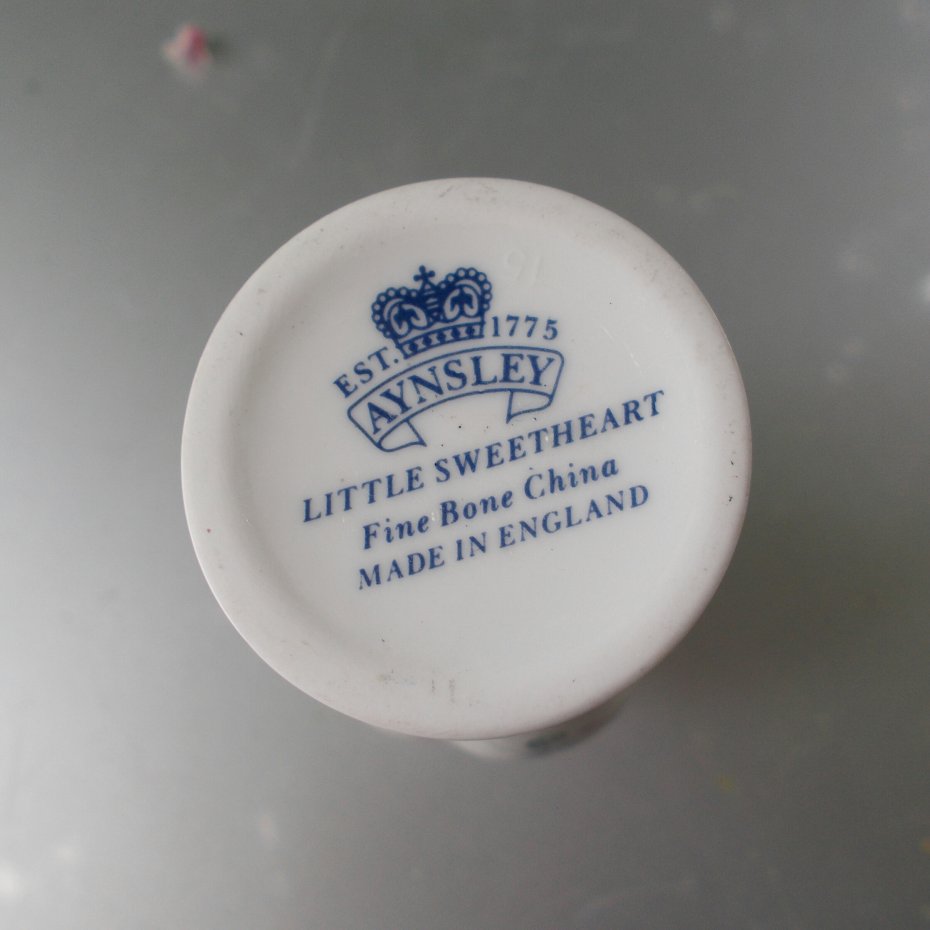 EST. 1775
AYNSLEY
LITTLE SWEETHEART
Fine Bone China
MADE IN ENGLAND